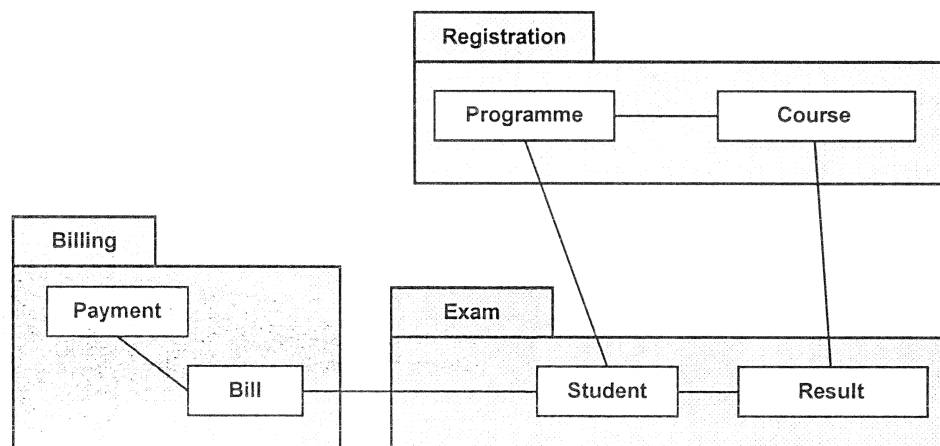 Registration
Programme
Course
Billing
Payment
Exam
Bill
Student
Result